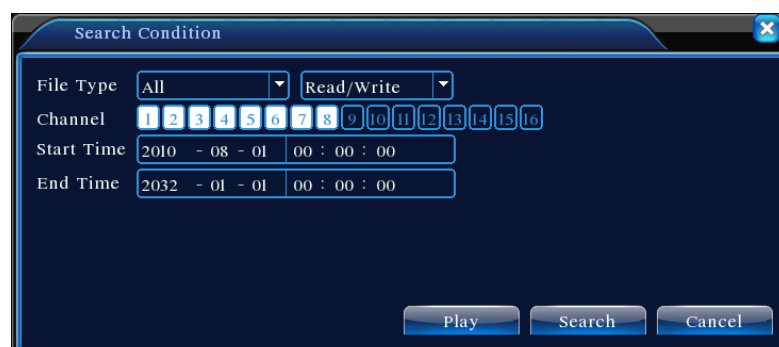 Search Condition
File Type All Read/Write
Channel 1 2 3 4 5 6 7 8 9 10 11 12 13 14 15 16
Start Time 2010 - 08 - 01 00 : 00 : 00
End Time 2032 - 01 - 01 00 : 00 : 00
Play Search Cancel